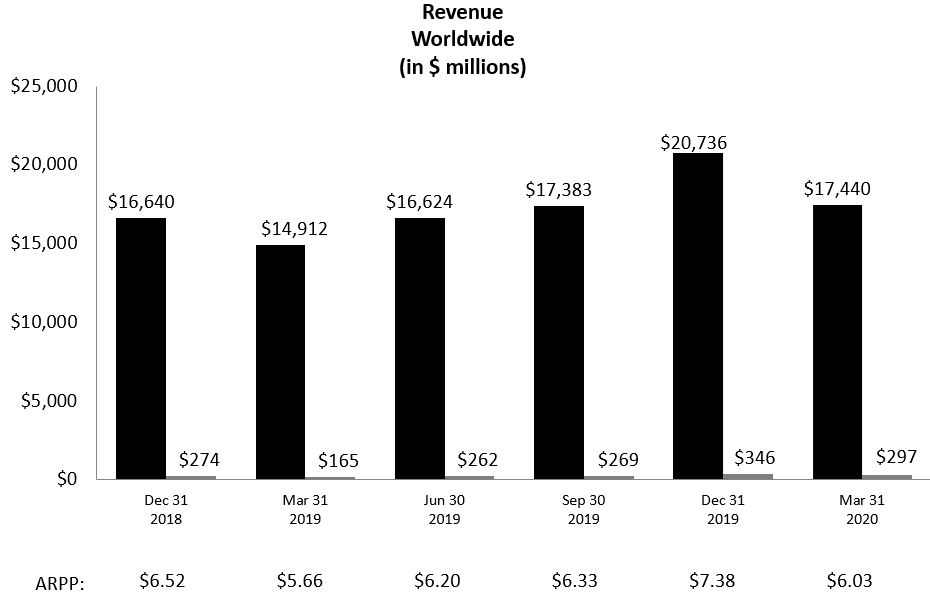 Revenue
Worldwide
(in $ millions)
$25,000
$20,000
$15,000
$10,000
$5,000
$0
$16,640
$14,912
$16,624
$17,383
$20,736
$17,440
$274
$165
$262
$269
$346
$297
Dec 31
2018
Mar 31
2019
Jun 30
2019
Sep 30
2019
Dec 31
2019
Mar 31
2020
ARPP: $6.52 $5.66 $6.20 $6.33 $7.38 $6.03